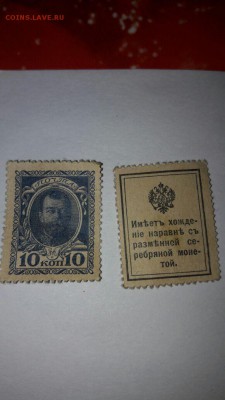 COINS.LAVE.RU
10 КОП 10
Имѣетъ хожде-
ніе наравнѣ съ
размѣнной се-
ребряной моне-
той.